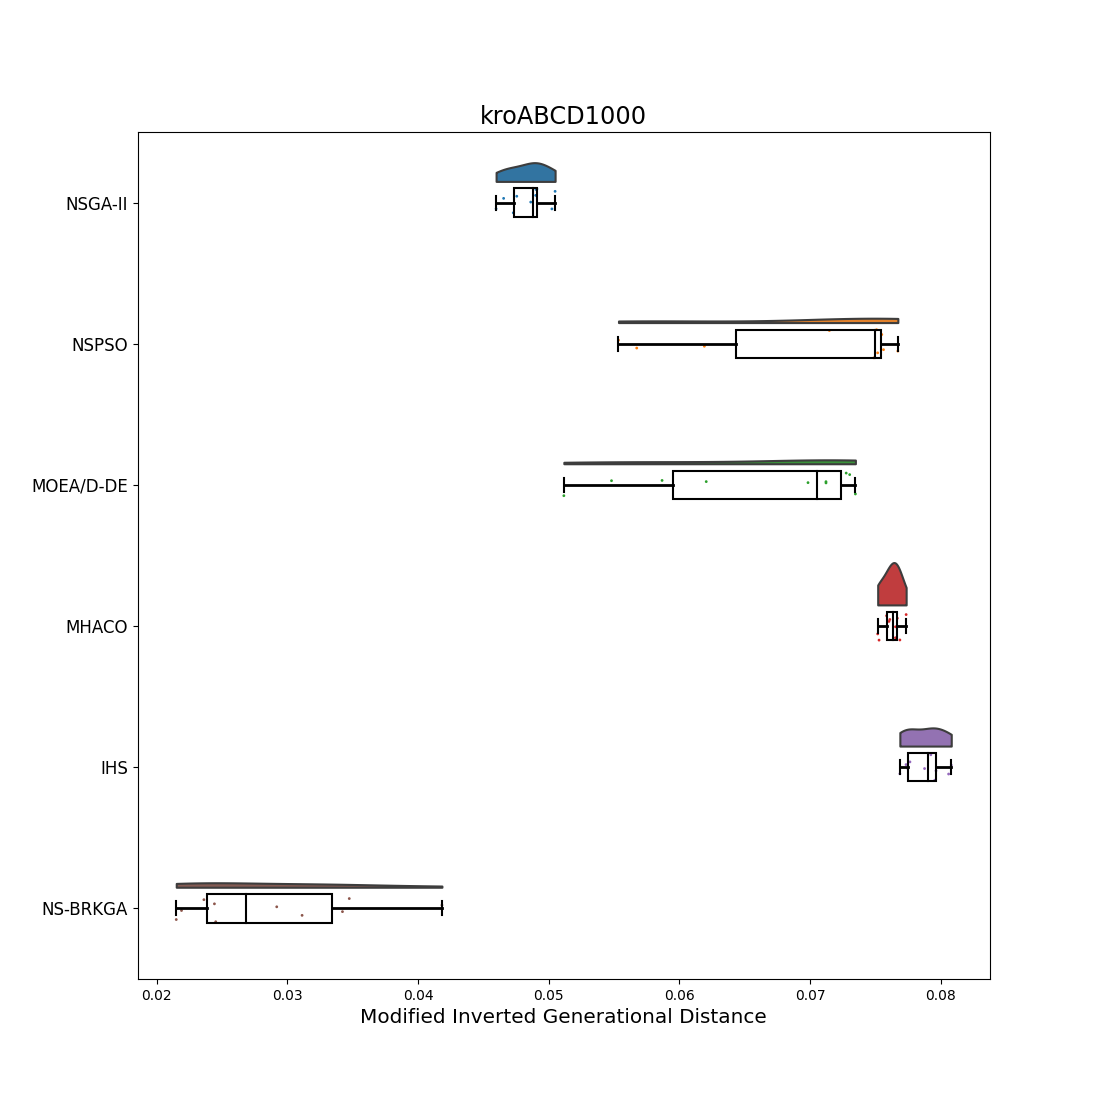 kroABCD1000
NSGA-II
NSPSO
MOEA/D-DE
MHACO
IHS
NS-BRKGA
0.02 0.03 0.04 0.05 0.06 0.07 0.08
Modified Inverted Generational Distance